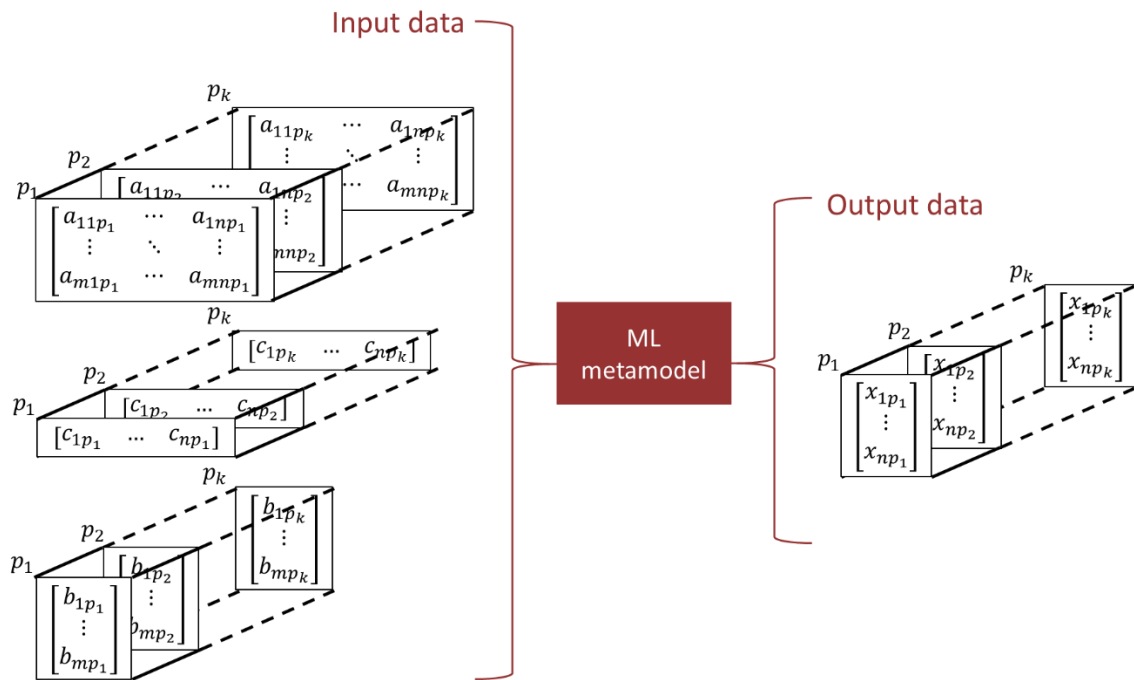 Input data
p_k
[a_{11p_k} ⋯ a_{1np_k}
⋮ ⋱ ⋮
⋯ a_{mnp_k}]
p_2
[a_{11p_2} ⋯ a_{1np_2}
⋮
mnp_2]
p_1
[a_{11p_1} ⋯ a_{1np_1}
⋮ ⋱ ⋮
a_{m1p_1} ⋯ a_{mnp_1}]
p_k
[c_{1p_k} ⋯ c_{np_k}]
p_2
[c_{1p_2} ⋯ c_{np_2}]
p_1
[c_{1p_1} ⋯ c_{np_1}]
p_k
[b_{1p_k}
⋮
b_{mp_k}]
p_2
[b_{1p_2}
⋮
b_{mp_2}]
p_1
[b_{1p_1}
⋮
b_{mp_1}]
ML
metamodel
Output data
p_k
[x_{1p_k}
⋮
x_{np_k}]
p_2
[x_{1p_2}
⋮
x_{np_2}]
p_1
[x_{1p_1}
⋮
x_{np_1}]